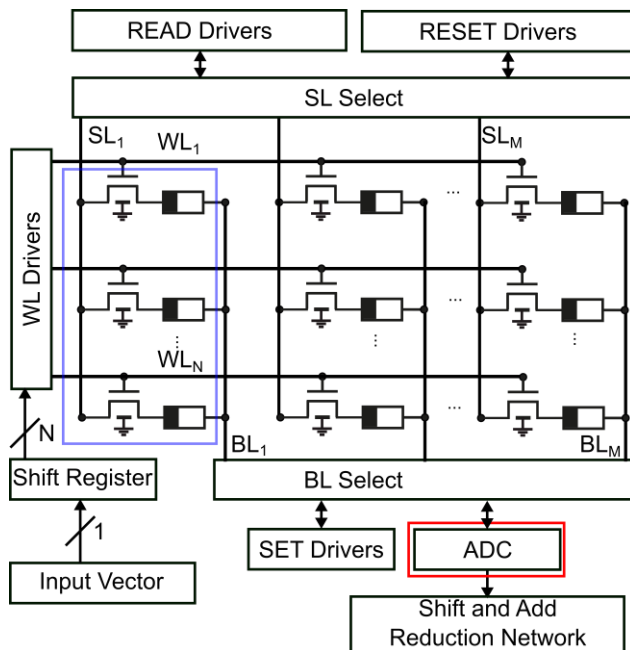 READ Drivers
RESET Drivers
SL Select
SL1
WL1
SLM
...
WL Drivers
...
...
...
...
WLN
...
N
BL1
BLM
Shift Register
BL Select
1
SET Drivers
ADC
Input Vector
Shift and Add
Reduction Network